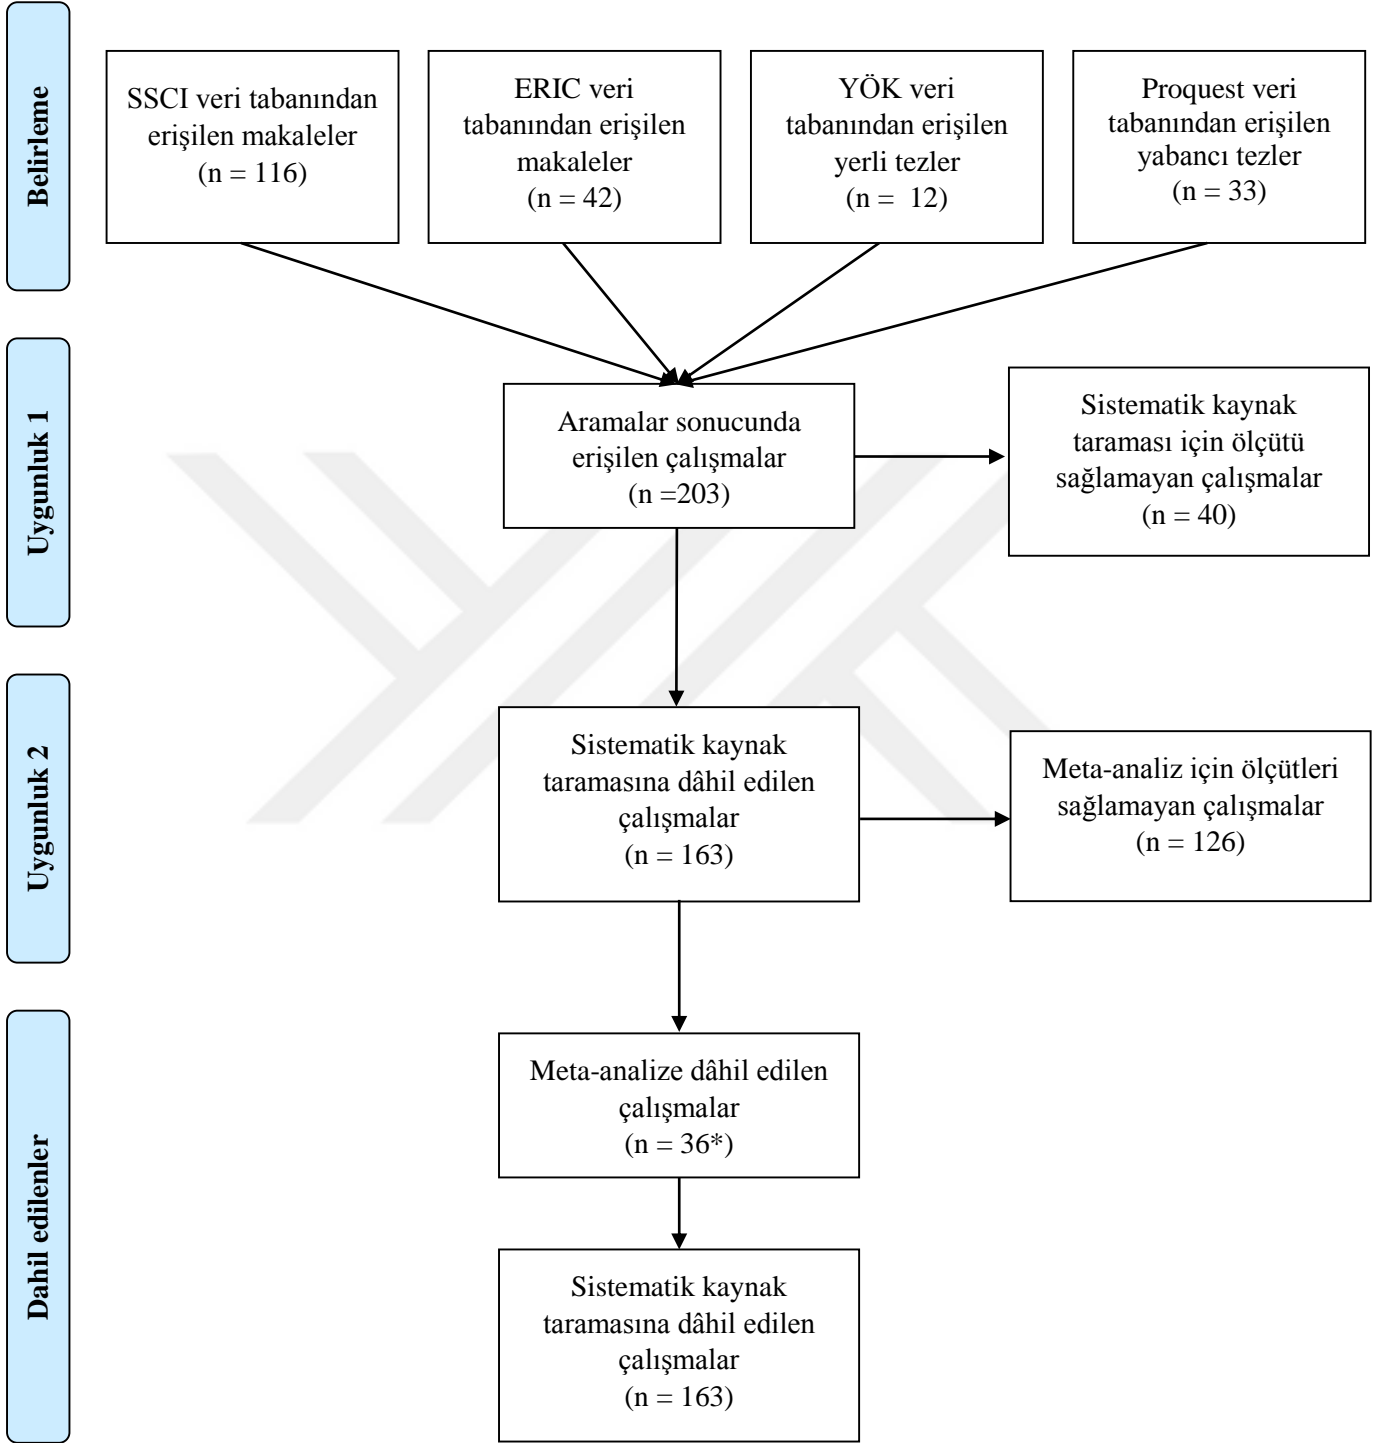 Belirleme
SSCI veri tabanından
erişilen makaleler
(n = 116)
ERIC veri
tabanından erişilen
makaleler
(n = 42)
YÖK veri
tabanından erişilen
yerli tezler
(n =  12)
Proquest veri
tabanından erişilen
yabancı tezler
(n = 33)
Uygunluk 1
Aramalar sonucunda
erişilen çalışmalar
(n =203)
Sistematik kaynak
taraması için ölçütü
sağlamayan çalışmalar
(n = 40)
Uygunluk 2
Sistematik kaynak
taramasına dâhil edilen
çalışmalar
(n = 163)
Meta-analiz için ölçütleri
sağlamayan çalışmalar
(n = 126)
Dahil edilenler
Meta-analize dâhil edilen
çalışmalar
(n = 36*)
Sistematik kaynak
taramasına dâhil edilen
çalışmalar
(n = 163)